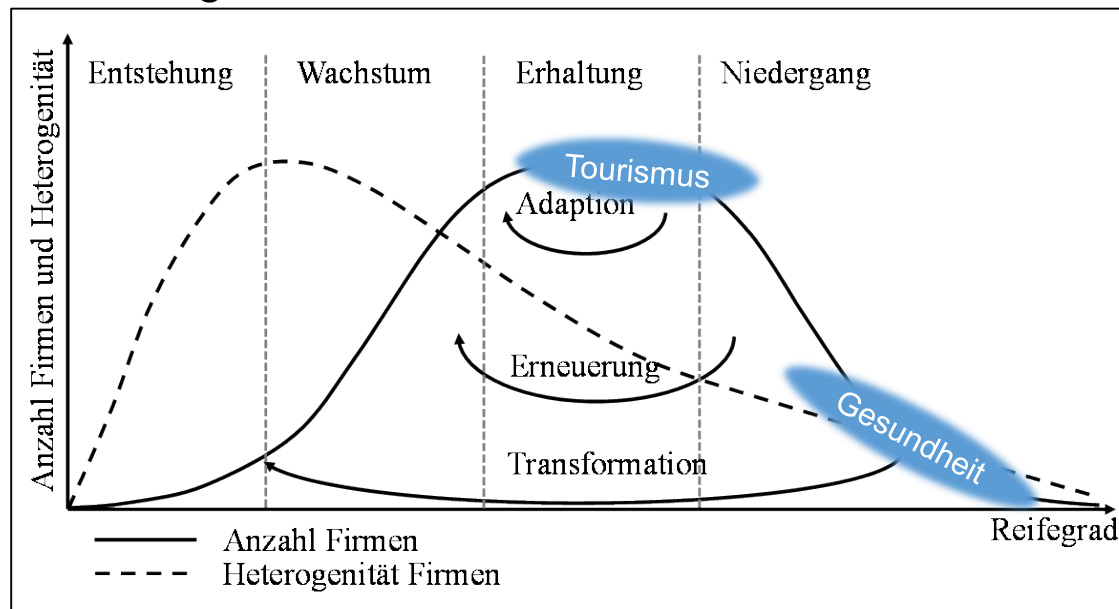 Anzahl Firmen und Heterogenität
Entstehung
Wachstum
Erhaltung
Niedergang
Tourismus
Adaption
Erneuerung
Gesundheit
Transformation
Reifegrad
Anzahl Firmen
Heterogenität Firmen